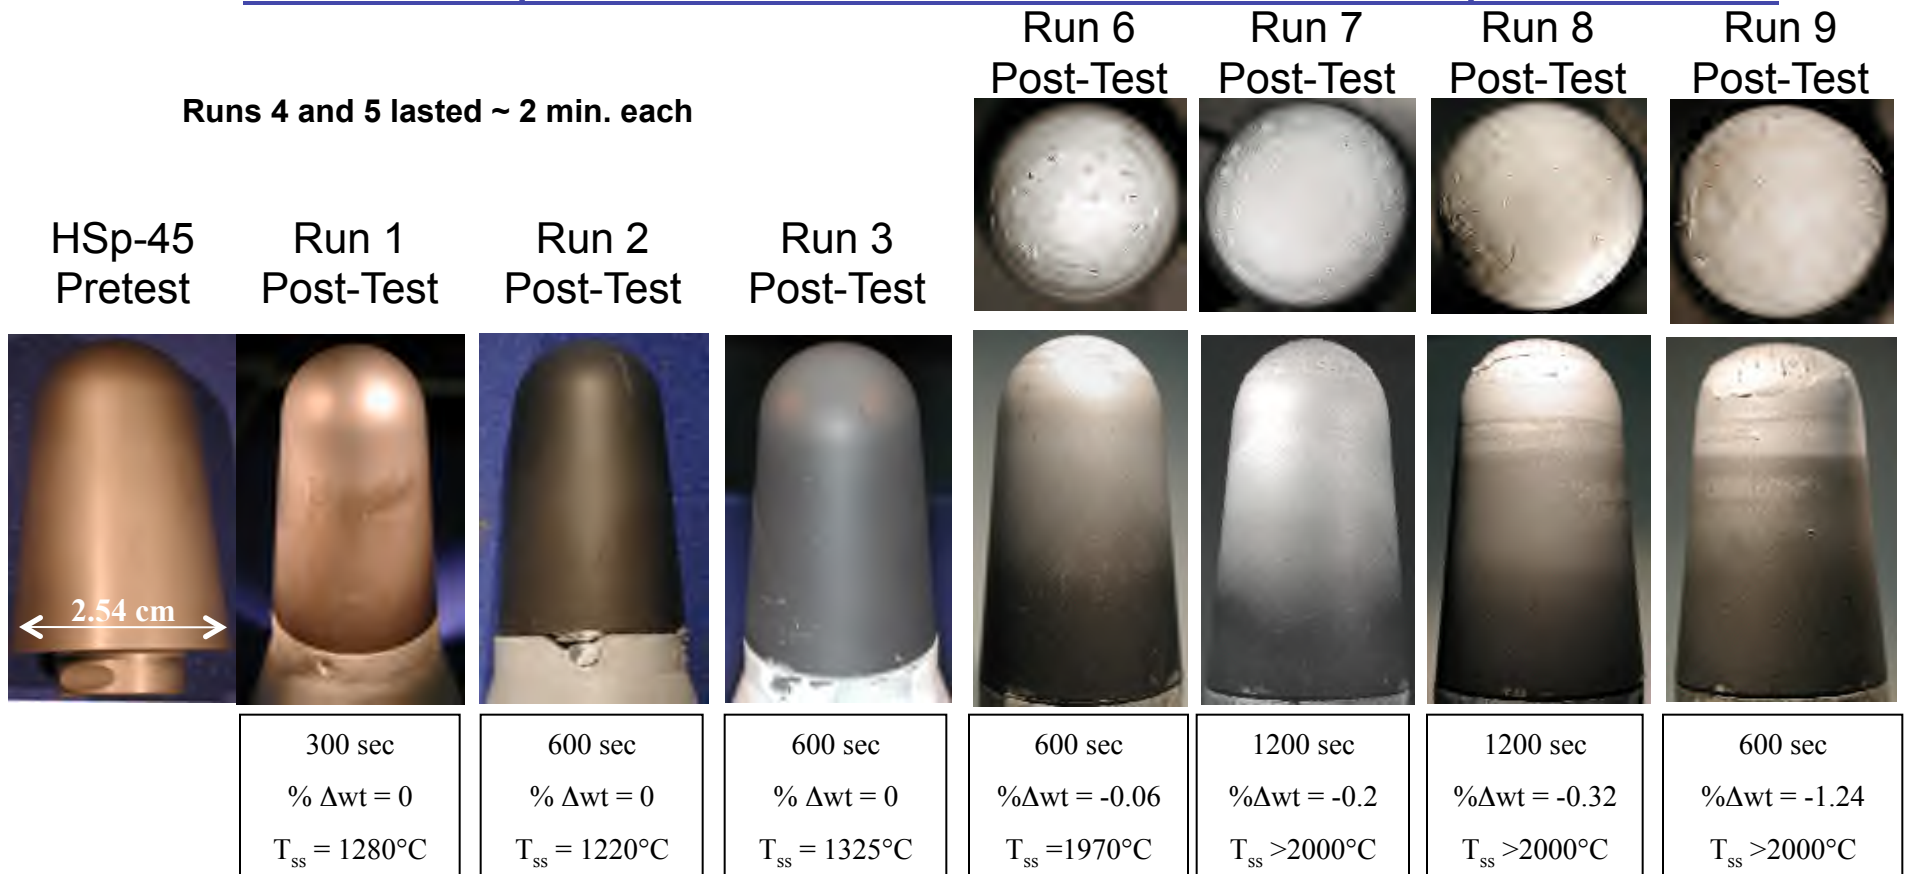 Run 6
Post-Test
Run 7
Post-Test
Run 8
Post-Test
Run 9
Post-Test
Runs 4 and 5 lasted ~ 2 min. each
HSp-45
Pretest
Run 1
Post-Test
Run 2
Post-Test
Run 3
Post-Test
2.54 cm
300 sec
% Δwt = 0
Tss = 1280°C
600 sec
% Δwt = 0
Tss = 1220°C
600 sec
% Δwt = 0
Tss = 1325°C
600 sec
%Δwt = -0.06
Tss =1970°C
1200 sec
%Δwt = -0.2
Tss >2000°C
1200 sec
%Δwt = -0.32
Tss >2000°C
600 sec
%Δwt = -1.24
Tss >2000°C